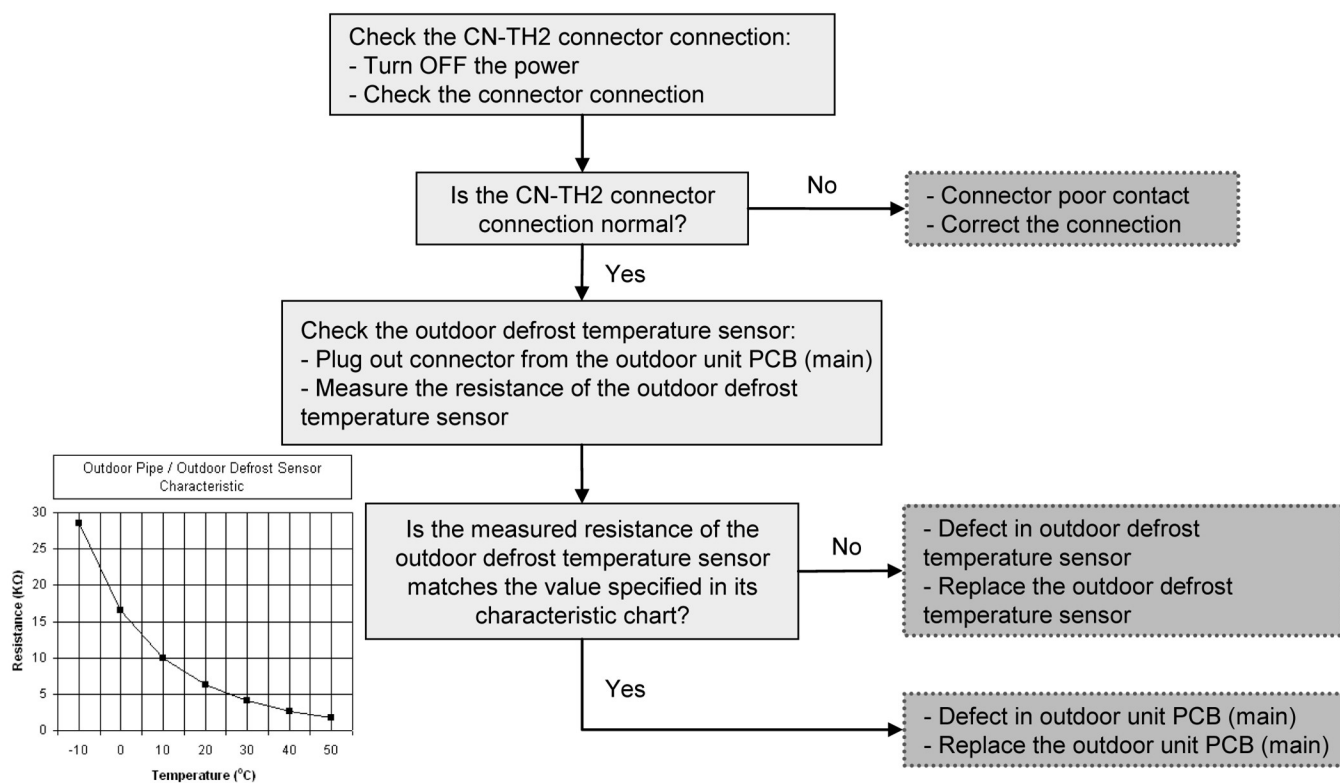 Check the CN-TH2 connector connection:
- Turn OFF the power
- Check the connector connection
Is the CN-TH2 connector
connection normal?
No
- Connector poor contact
- Correct the connection
Yes
Check the outdoor defrost temperature sensor:
- Plug out connector from the outdoor unit PCB (main)
- Measure the resistance of the outdoor defrost
temperature sensor
Outdoor Pipe / Outdoor Defrost Sensor
Characteristic
30
25
20
15
10
5
0
Resistance (KΩ)
-10 0 10 20 30 40 50
Temperature (°C)
Is the measured resistance of the
outdoor defrost temperature sensor
matches the value specified in its
characteristic chart?
No
- Defect in outdoor defrost
temperature sensor
- Replace the outdoor defrost
temperature sensor
Yes
- Defect in outdoor unit PCB (main)
- Replace the outdoor unit PCB (main)